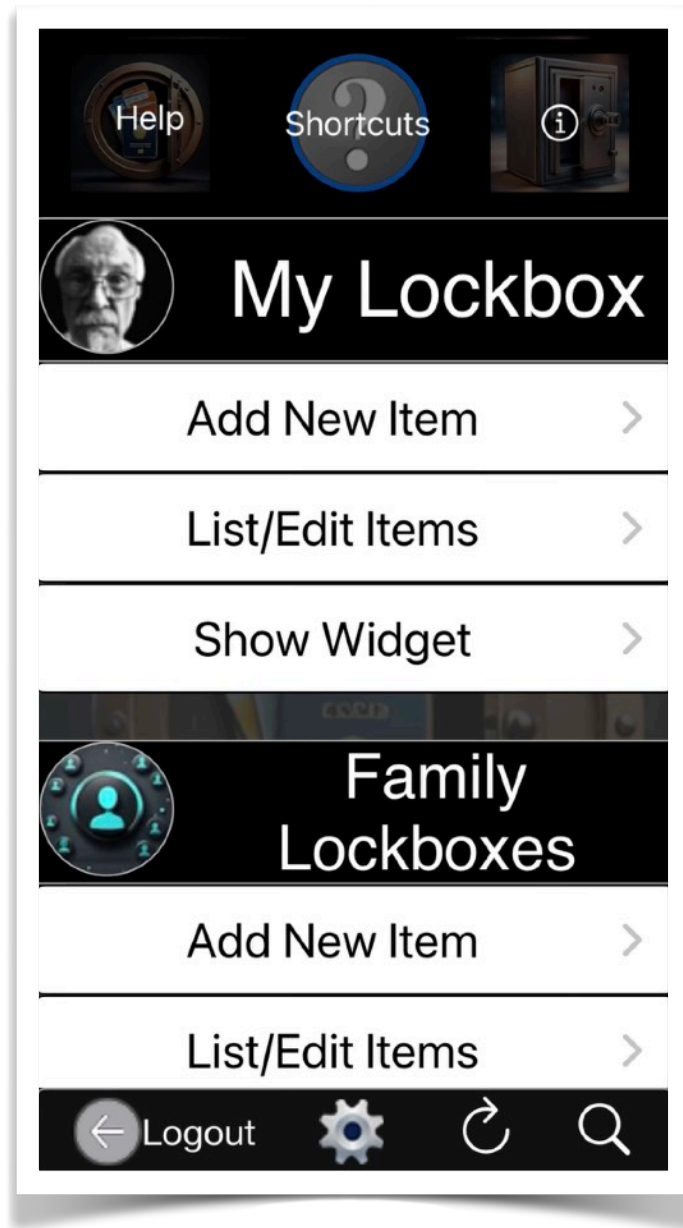 Help Shortcuts
My Lockbox
Add New Item
List/Edit Items
Show Widget
Family
Lockboxes
Add New Item
List/Edit Items
Logout